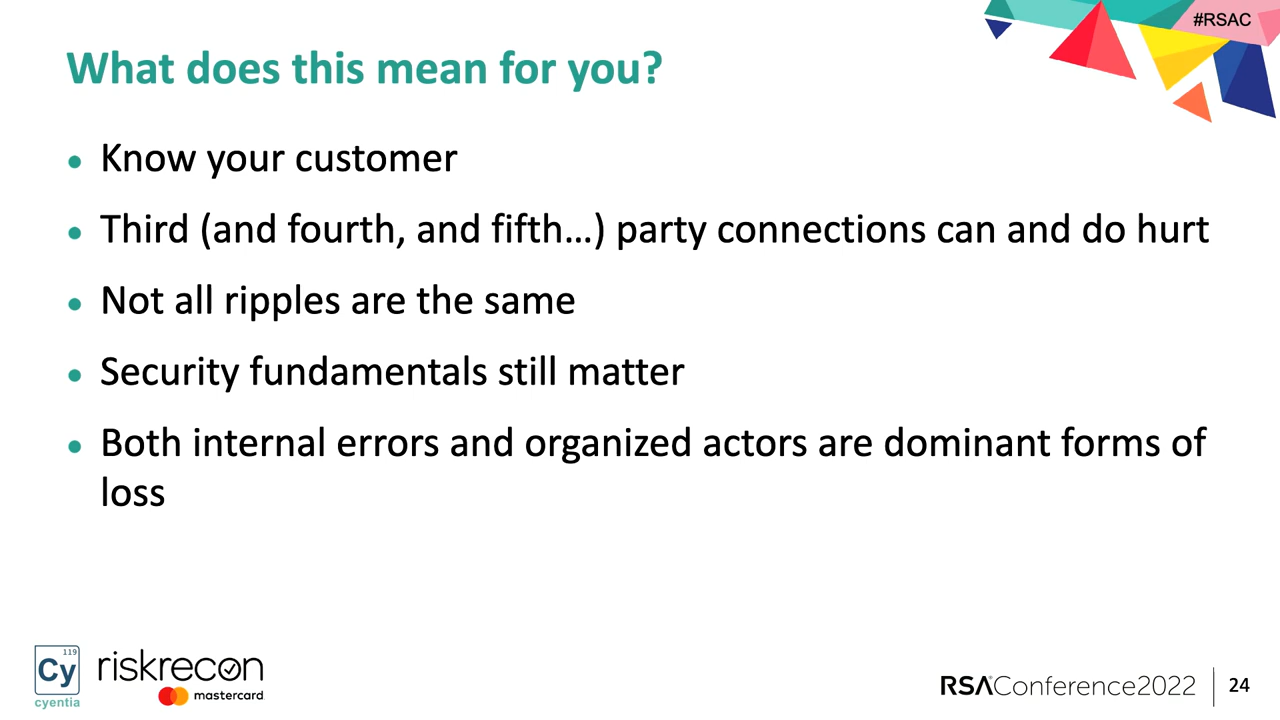 #RSAC
What does this mean for you?
• Know your customer
• Third (and fourth, and fifth…) party connections can and do hurt
• Not all ripples are the same
• Security fundamentals still matter
• Both internal errors and organized actors are dominant forms of
loss
119
Cy
cyentia
riskrecon
mastercard
RSAConference2022
24